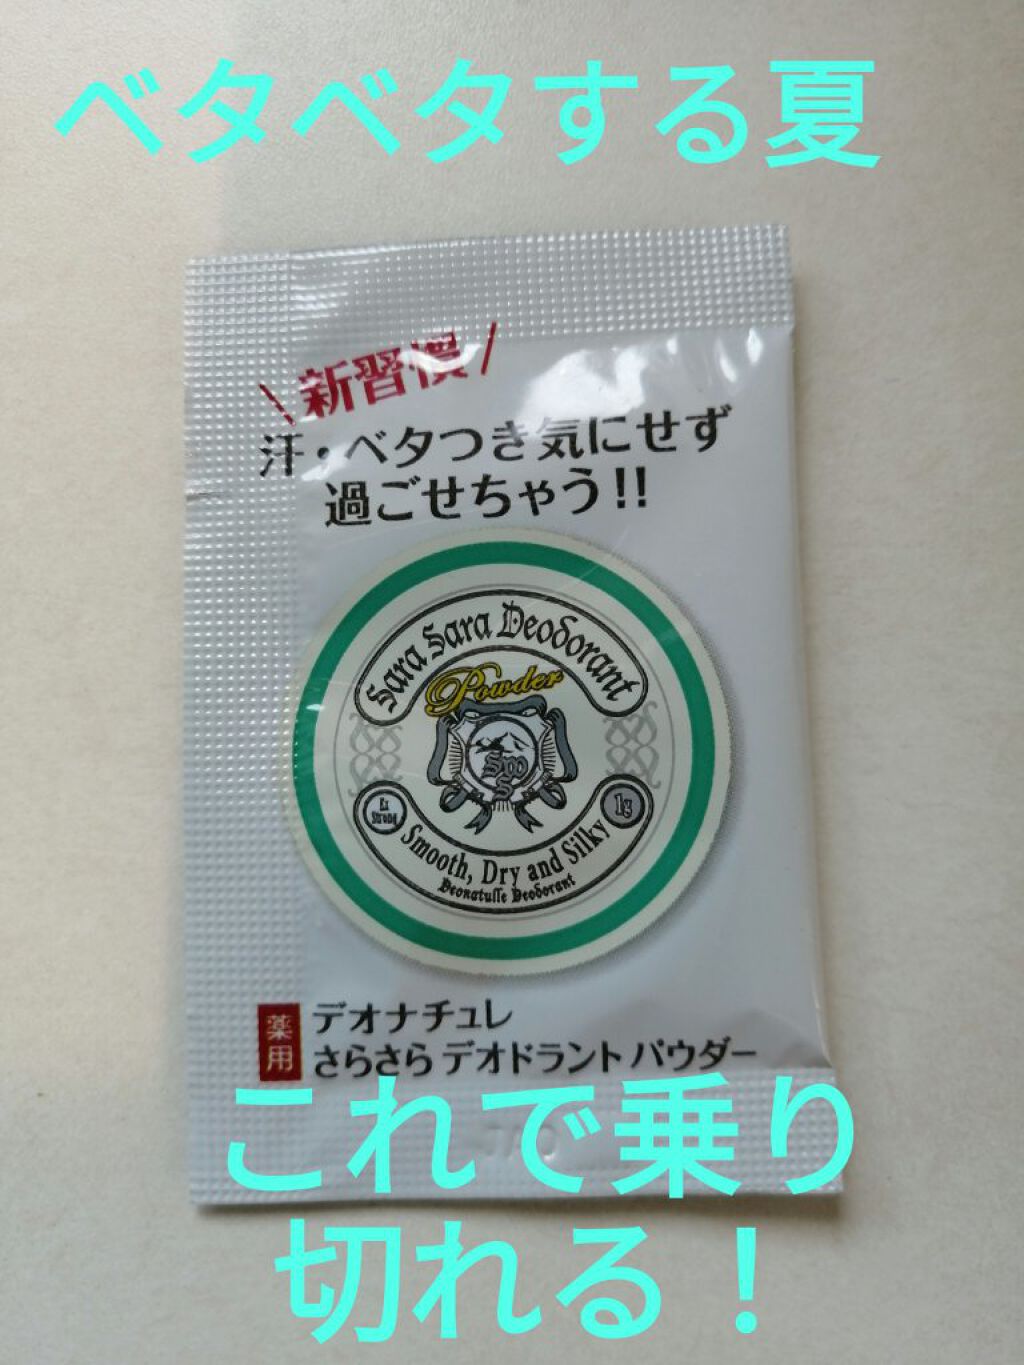 ベタベタする夏
\新習慣/
汗・ベタつき気にせず
過ごせちゃう!!
Sara Sara Deodorant
Powder
SWS
Ex Strong
1g
Smooth, Dry and Silky
Deonatulle Deodorant
薬用
デオナチュレ
さらさら デオドラント パウダー
これで乗り
切れる！